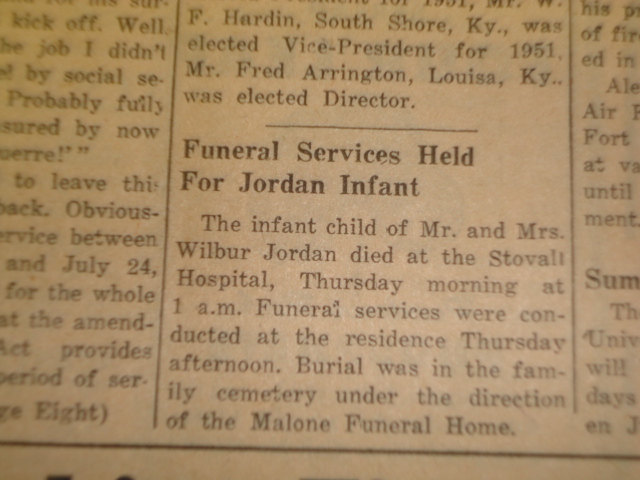 kick off. Well,
he job I didn't
by social se-
Probably fully
sured by now
uerre!" "
to leave this
back. Obvious-
ervice between
and July 24,
for the whole
at the amend-
Act provides
period of ser-
ge Eight)
F. Hardin, South Shore, Ky., was
elected Vice-President for 1951.
Mr. Fred Arrington, Louisa, Ky..
was elected Director.
Funeral Services Held
For Jordan Infant
The infant child of Mr. and Mrs.
Wilbur Jordan died at the Stovall
Hospital, Thursday morning at
1 a.m. Funeral services were con-
ducted at the residence Thursday
afternoon. Burial was in the fam-
ily cemetery under the direction
of the Malone Funeral Home.
his p
of fire
ed in
Ale
Air F
Fort
at va
until
ment.
Sum
Th
Univ
will
days
en J